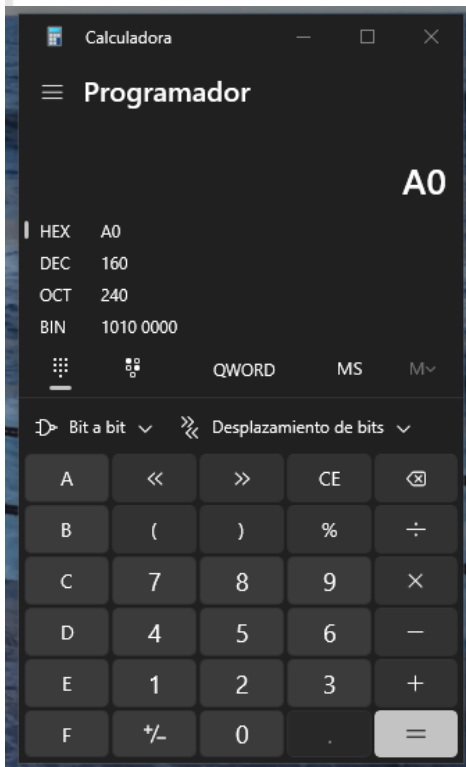 Calculadora
Programador
A0
HEX A0
DEC 160
OCT 240
BIN 1010 0000
QWORD MS M
Bit a bit Desplazamiento de bits
A << >> CE
B ( ) % ÷
C 7 8 9 ×
D 4 5 6 −
E 1 2 3 +
F +/− 0 . =